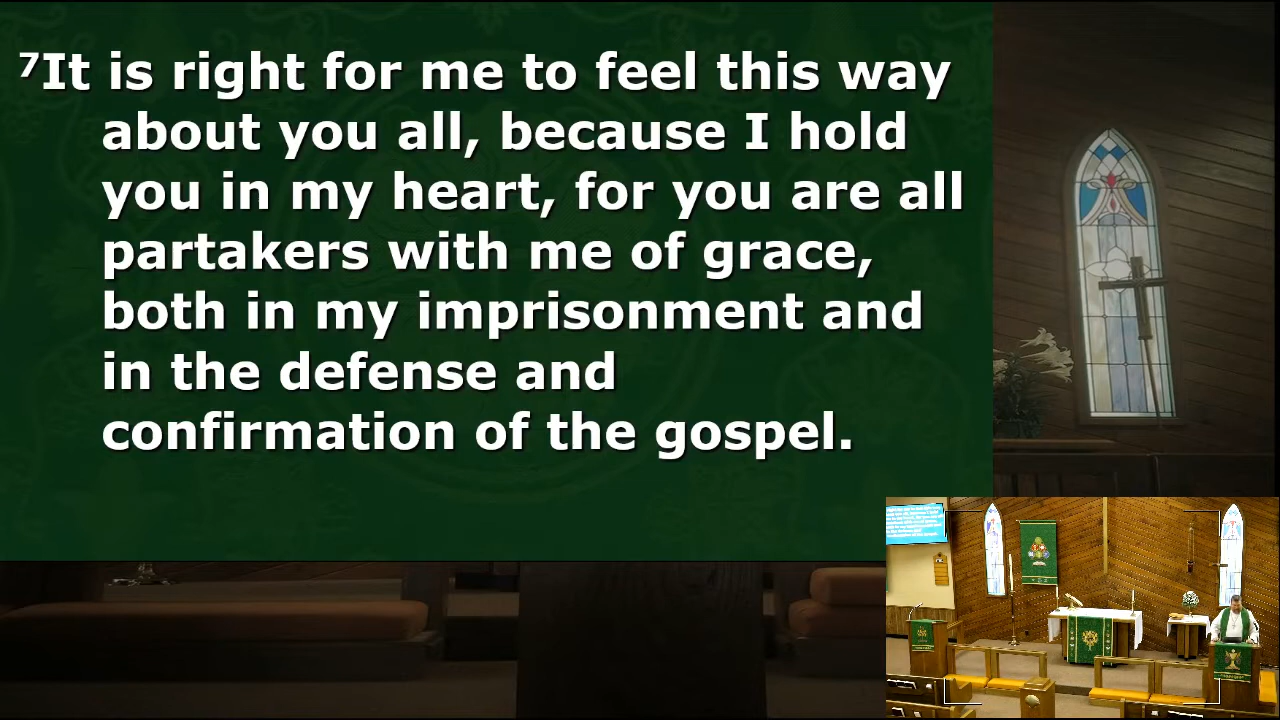 ⁷It is right for me to feel this way
about you all, because I hold
you in my heart, for you are all
partakers with me of grace,
both in my imprisonment and
in the defense and
confirmation of the gospel.